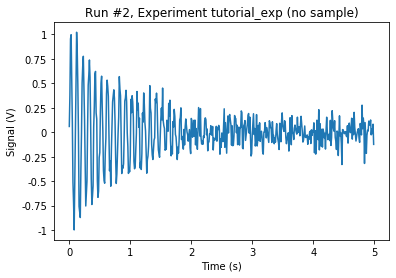 Run #2, Experiment tutorial_exp (no sample)
1
0.75
0.5
0.25
0
-0.25
-0.5
-0.75
-1
Signal (V)
0 1 2 3 4 5
Time (s)